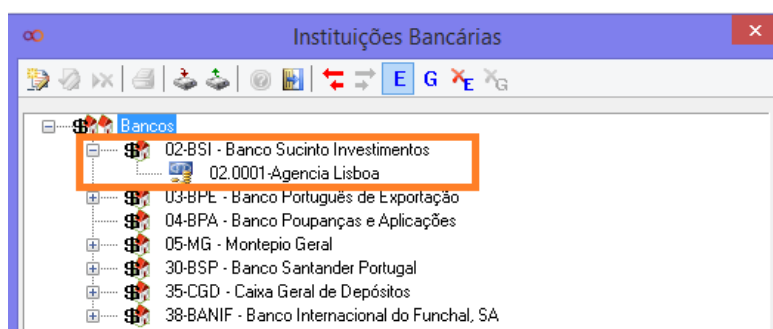 Instituições Bancárias
E G E G
Bancos
02-BSI - Banco Sucinto Investimentos
02.0001-Agencia Lisboa
03-BPE - Banco Português de Exportação
04-BPA - Banco Poupanças e Aplicações
05-MG - Montepio Geral
30-BSP - Banco Santander Portugal
35-CGD - Caixa Geral de Depósitos
38-BANIF - Banco Internacional do Funchal, SA